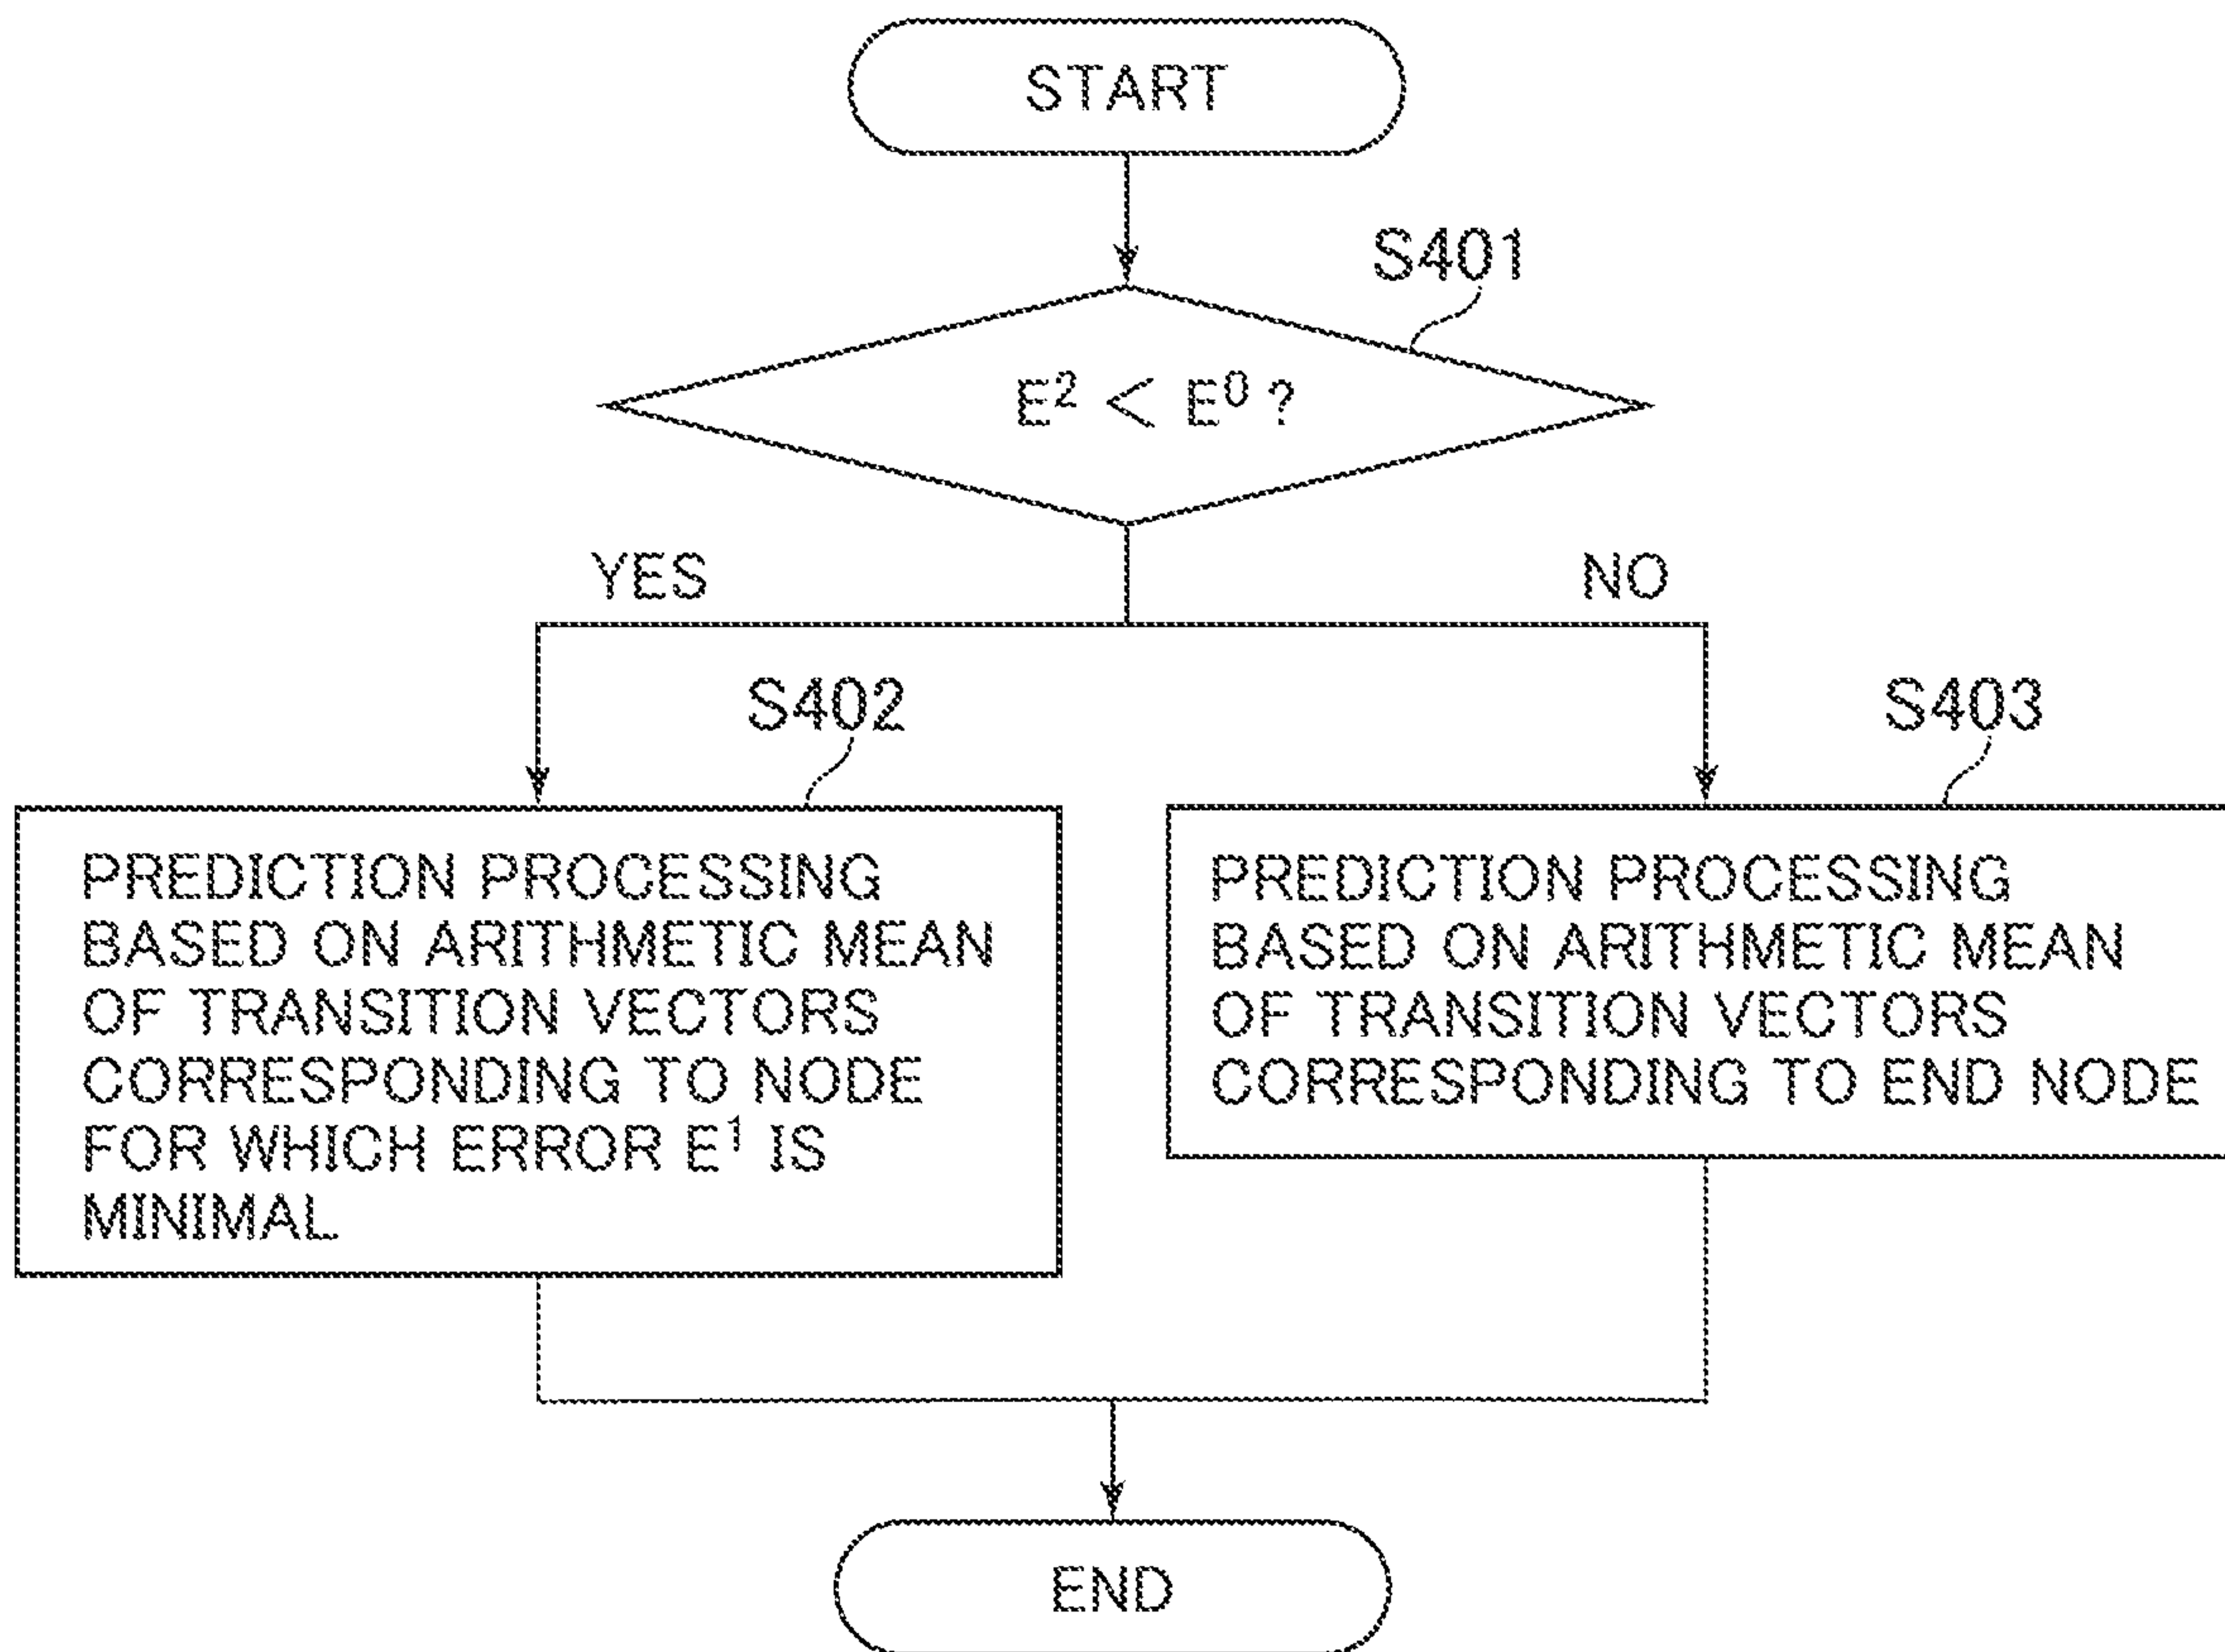 START
S401
E² < E⁰ ?
YES
NO
S402
S403
PREDICTION PROCESSING
BASED ON ARITHMETIC MEAN
OF TRANSITION VECTORS
CORRESPONDING TO NODE
FOR WHICH ERROR E¹ IS
MINIMAL
PREDICTION PROCESSING
BASED ON ARITHMETIC MEAN
OF TRANSITION VECTORS
CORRESPONDING TO END NODE
END